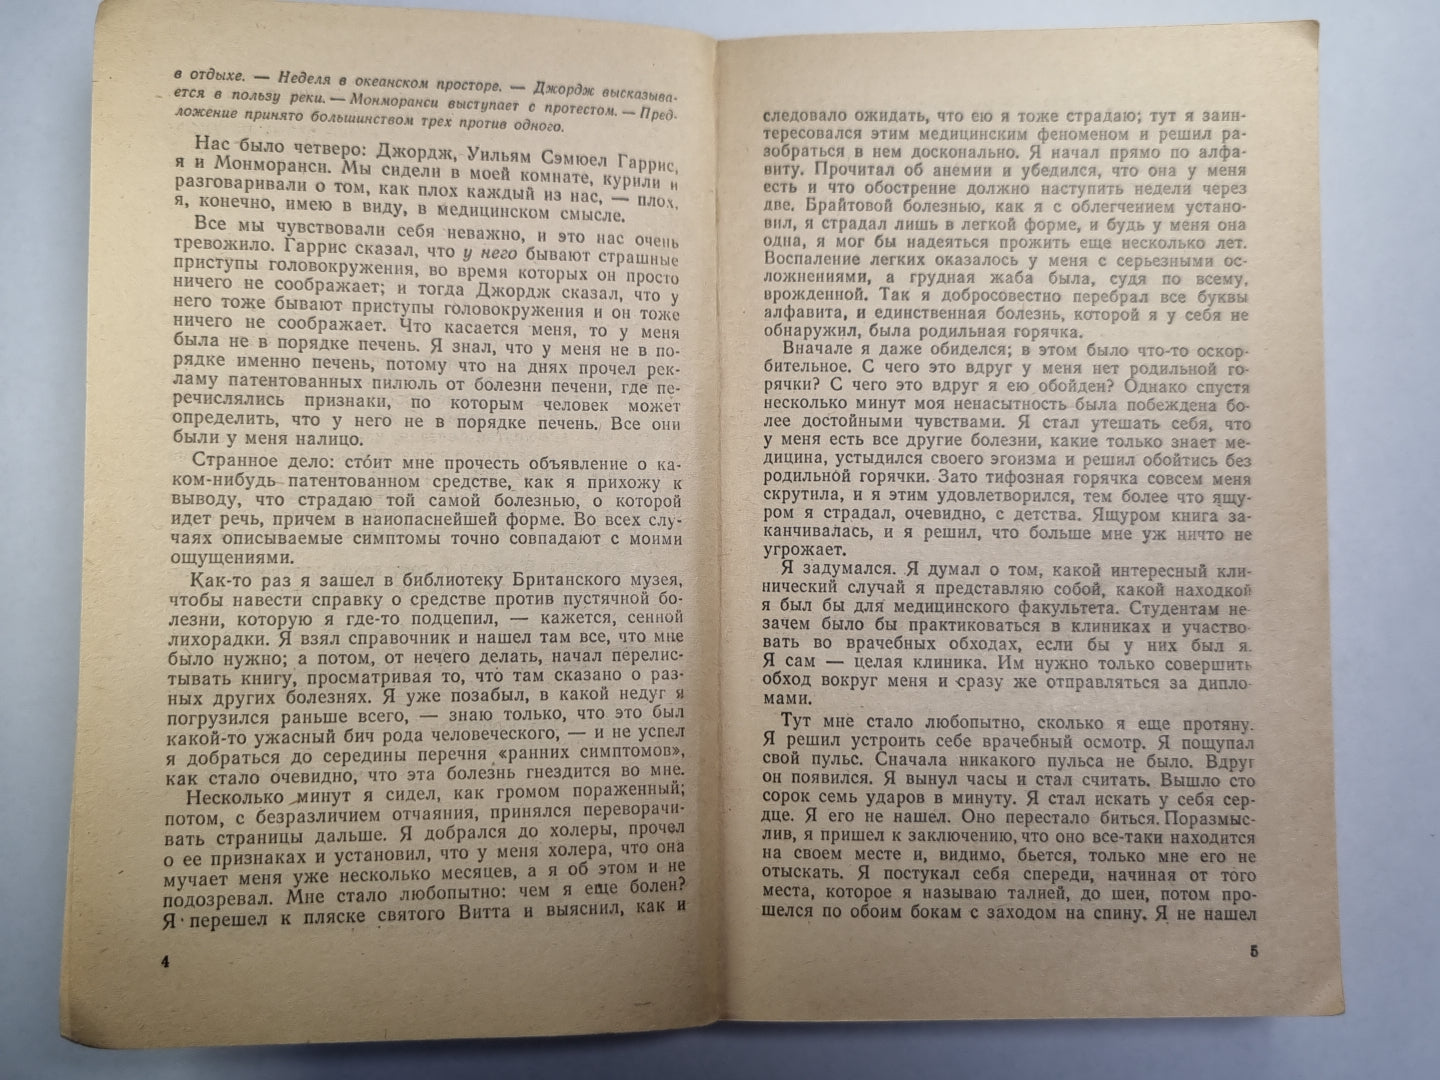 в отдыхе. — Неделя в океанском просторе. — Джордж высказыва-
ется в пользу реки. — Монморанси выступает с протестом. — Пред-
ложение принято большинством трех против одного.
Нас было четверо: Джордж, Уильям Сэмюел Гаррис,
я и Монморанси. Мы сидели в моей комнате, курили и
разговаривали о том, как плох каждый из нас, — плох,
я, конечно, имею в виду, в медицинском смысле.
Все мы чувствовали себя неважно, и это нас очень
тревожило. Гаррис сказал, что у него бывают страшные
приступы головокружения, во время которых он просто
ничего не соображает; и тогда Джордж сказал, что у
него тоже бывают приступы головокружения и он тоже
ничего не соображает. Что касается меня, то у меня
была не в порядке печень. Я знал, что у меня не в по-
рядке именно печень, потому что на днях прочел рек-
ламу патентованных пилюль от болезни печени, где пе-
речислялись признаки, по которым человек может
определить, что у него не в порядке печень. Все они
были у меня налицо.
Странное дело: сто́ит мне прочесть объявление о ка-
ком-нибудь патентованном средстве, как я прихожу к
выводу, что страдаю той самой болезнью, о которой
идет речь, причем в наиопаснейшей форме. Во всех слу-
чаях описываемые симптомы точно совпадают с моими
ощущениями.
Как-то раз я зашел в библиотеку Британского музея,
чтобы навести справку о средстве против пустячной бо-
лезни, которую я где-то подцепил, — кажется, сенной
лихорадки. Я взял справочник и нашел там все, что мне
было нужно; а потом, от нечего делать, начал перелис-
тывать книгу, просматривая то, что там сказано о раз-
ных других болезнях. Я уже позабыл, в какой недуг я
погрузился раньше всего, — знаю только, что это был
какой-то ужасный бич рода человеческого, — и не успел
я добраться до середины перечня «ранних симптомов»,
как стало очевидно, что эта болезнь гнездится во мне.
Несколько минут я сидел, как громом пораженный;
потом, с безразличием отчаяния, принялся переворачи-
вать страницы дальше. Я добрался до холеры, прочел
о ее признаках и установил, что у меня холера, что она
мучает меня уже несколько месяцев, а я об этом и не
подозревал. Мне стало любопытно: чем я еще болен?
Я перешел к пляске святого Витта и выяснил, как и
4
следовало ожидать, что ею я тоже страдаю; тут я заин-
тересовался этим медицинским феноменом и решил ра-
зобраться в нем досконально. Я начал прямо по алфа-
виту. Прочитал об анемии и убедился, что она у меня
есть и что обострение должно наступить недели через
две. Брайтовой болезнью, как я с облегчением устано-
вил, я страдал лишь в легкой форме, и будь у меня она
одна, я мог бы надеяться прожить еще несколько лет.
Воспаление легких оказалось у меня с серьезными ос-
ложнениями, а грудная жаба была, судя по всему,
врожденной. Так я добросовестно перебрал все буквы
алфавита, и единственная болезнь, которой я у себя не
обнаружил, была родильная горячка.
Вначале я даже обиделся; в этом было что-то оскор-
бительное. С чего это вдруг у меня нет родильной го-
рячки? С чего это вдруг я ею обойден? Однако спустя
несколько минут моя ненасытность была побеждена бо-
лее достойными чувствами. Я стал утешать себя, что
у меня есть все другие болезни, какие только знает ме-
дицина, устыдился своего эгоизма и решил обойтись без
родильной горячки. Зато тифозная горячка совсем меня
скрутила, и я этим удовлетворился, тем более что ящу-
ром я страдал, очевидно, с детства. Ящуром книга за-
канчивалась, и я решил, что больше мне уж ничто не
угрожает.
Я задумался. Я думал о том, какой интересный кли-
нический случай я представляю собой, какой находкой
я был бы для медицинского факультета. Студентам не-
зачем было бы практиковаться в клиниках и участво-
вать во врачебных обходах, если бы у них был я.
Я сам — целая клиника. Им нужно только совершить
обход вокруг меня и сразу же отправляться за дипло-
мами.
Тут мне стало любопытно, сколько я еще протяну.
Я решил устроить себе врачебный осмотр. Я пощупал
свой пульс. Сначала никакого пульса не было. Вдруг
он появился. Я вынул часы и стал считать. Вышло сто
сорок семь ударов в минуту. Я стал искать у себя сер-
дце. Я его не нашел. Оно перестало биться. Поразмыс-
лив, я пришел к заключению, что оно все-таки находится
на своем месте и, видимо, бьется, только мне его не
отыскать. Я постукал себя спереди, начиная от того
места, которое я называю талией, до шеи, потом про-
шелся по обоим бокам с заходом на спину. Я не нашел
5